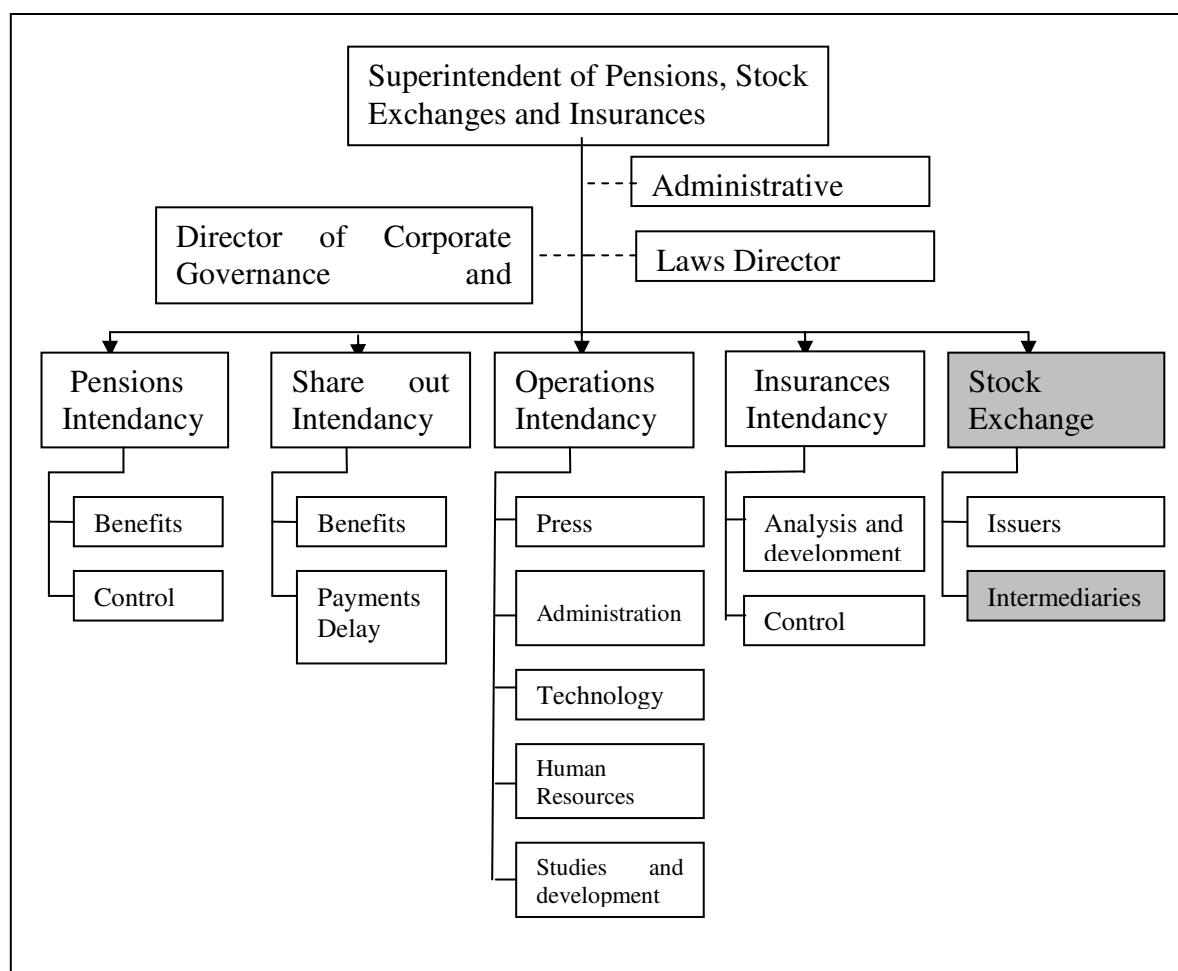 Superintendent of Pensions, Stock
Exchanges and Insurances
Administrative
Director of Corporate
Governance and
Laws Director
Pensions
Intendancy
Share out
Intendancy
Operations
Intendancy
Insurances
Intendancy
Stock
Exchange
Benefits
Control
Benefits
Payments
Delay
Press
Administration
Technology
Human
Resources
Studies and
development
Analysis and
development
Control
Issuers
Intermediaries